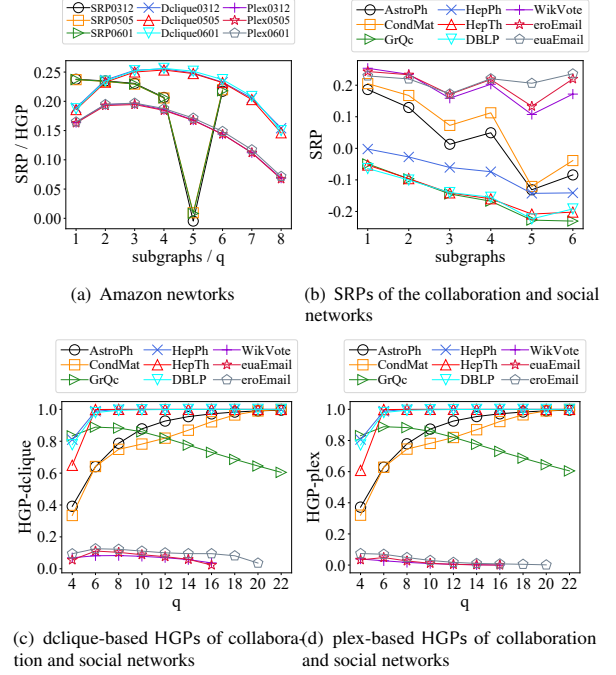 SRP0312 Dclique0312 Plex0312
SRP0505 Dclique0505 Plex0505
SRP0601 Dclique0601 Plex0601
SRP / HGP
0.25
0.20
0.15
0.10
0.05
0.00
1 2 3 4 5 6 7 8
subgraphs / q
(a) Amazon newtorks
AstroPh HepPh WikVote
CondMat HepTh eroEmail
GrQc DBLP euaEmail
SRP
0.2
0.1
0.0
-0.1
-0.2
1 2 3 4 5 6
subgraphs
(b) SRPs of the collaboration and social
networks
AstroPh HepPh WikVote
CondMat HepTh euaEmail
GrQc DBLP eroEmail
HGP-dclique
1.0
0.8
0.6
0.4
0.2
0.0
4 6 8 10 12 14 16 18 20 22
q
(c) dclique-based HGPs of collabora-
tion and social networks
AstroPh HepPh WikVote
CondMat HepTh euaEmail
GrQc DBLP eroEmail
HGP-plex
1.0
0.8
0.6
0.4
0.2
0.0
4 6 8 10 12 14 16 18 20 22
q
(d) plex-based HGPs of collaboration
and social networks